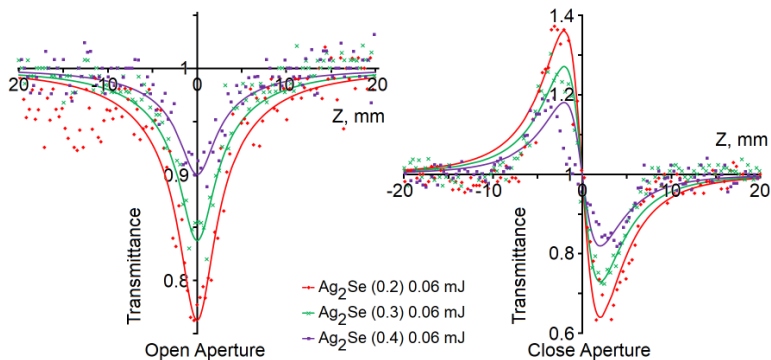 1.4
1
20
10
0
10
20
Z, mm
1.2
Z, mm
0.9
1
-20
-10
0
10
20
Transmittance
0.8
Transmittance
0.8
Ag2Se (0.2) 0.06 mJ
Ag2Se (0.3) 0.06 mJ
Ag2Se (0.4) 0.06 mJ
0.6
Open Aperture
Close Aperture